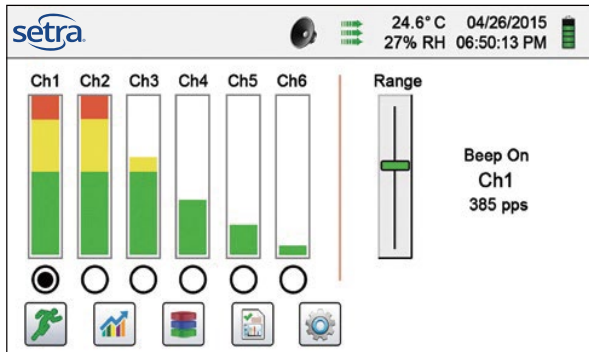 setra
24.6° C 04/26/2015
27% RH 06:50:13 PM
Ch1 Ch2 Ch3 Ch4 Ch5 Ch6 Range
Beep On
Ch1
385 pps